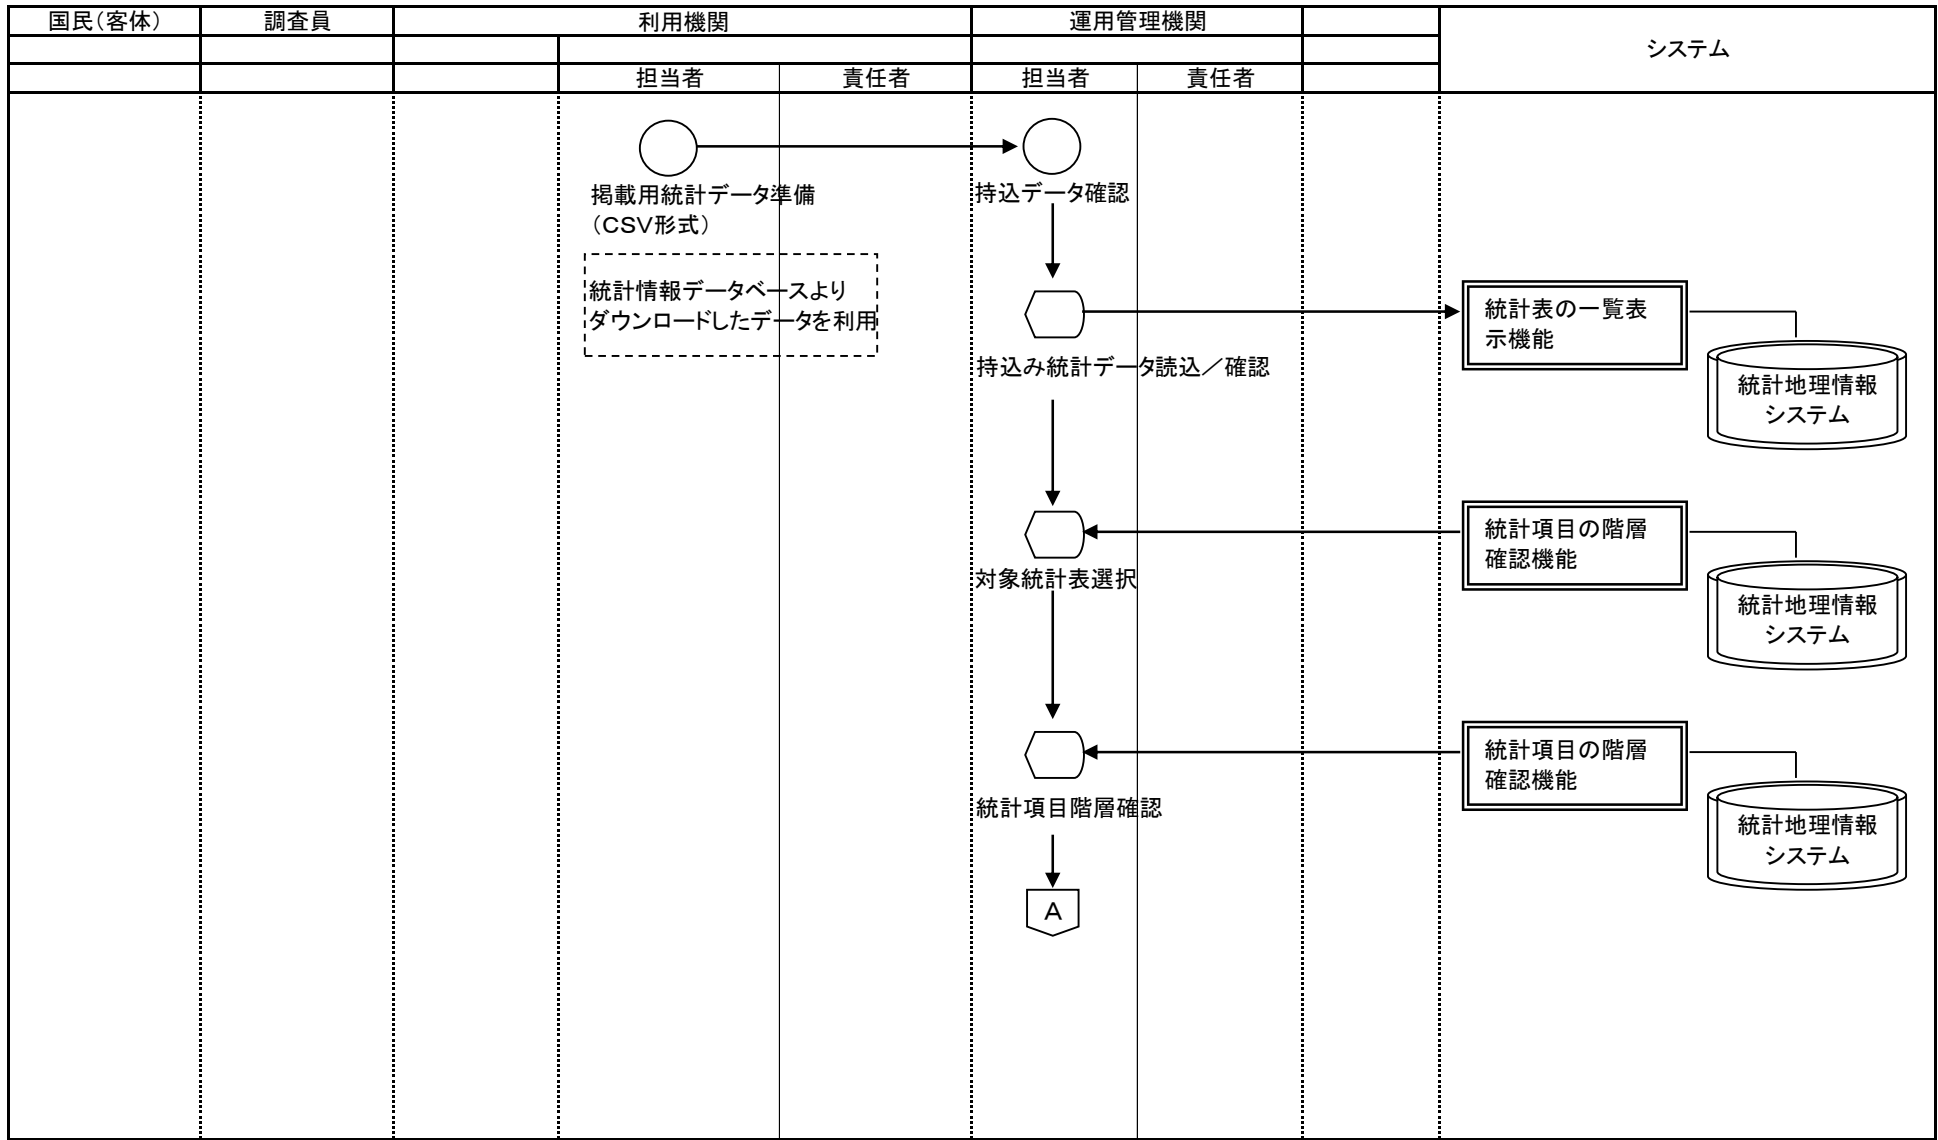 国民（客体）
調査員
利用機関
運用管理機関
システム
担当者
責任者
担当者
責任者
掲載用統計データ準備
（CSV形式）
持込データ確認
統計情報データベースより
ダウンロードしたデータを利用
統計表の一覧表
示機能
持込み統計データ読込／確認
統計地理情報
システム
統計項目の階層
確認機能
対象統計表選択
統計地理情報
システム
統計項目の階層
確認機能
統計項目階層確認
統計地理情報
システム
A